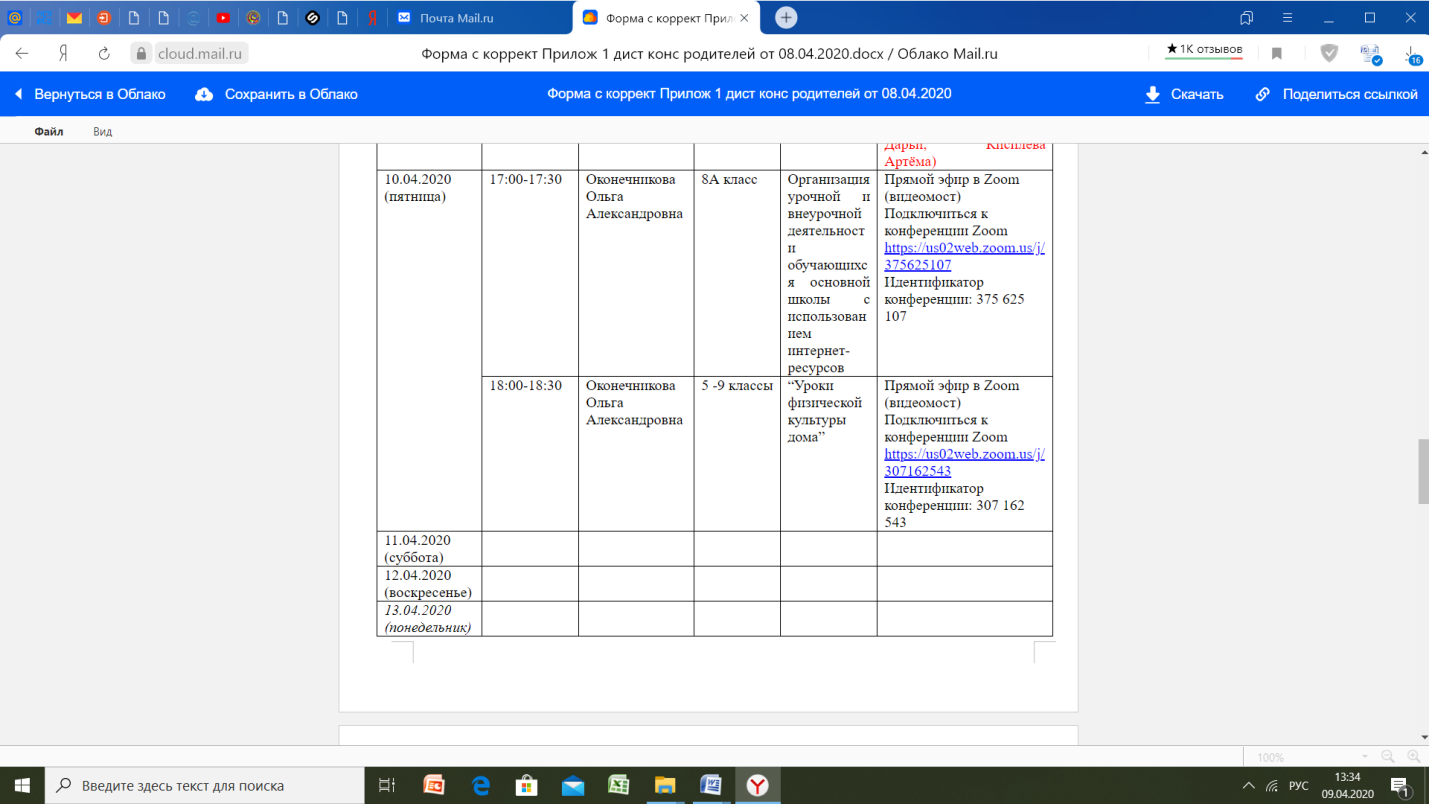 Почта Mail.ru
Форма с коррект Прил
cloud.mail.ru
Форма с коррект Прилож 1 дист конс родителей от 08.04.2020.docx / Облако Mail.ru
★ 1K отзывов
16
Вернуться в Облако
Сохранить в Облако
Форма с коррект Прилож 1 дист конс родителей от 08.04.2020
Скачать
Поделиться ссылкой
Файл
Вид
Дарьи, Киселева
Артёма)
10.04.2020
(пятница)
17:00-17:30
Оконечникова
Ольга
Александровна
8А класс
Организация
урочной и
внеурочной
деятельност
и
обучающихс
я основной
школы с
использован
ием
интернет-
ресурсов
Прямой эфир в Zoom
(видеомост)
Подключиться к
конференции Zoom
https://us02web.zoom.us/j/
375625107
Идентификатор
конференции: 375 625
107
18:00-18:30
Оконечникова
Ольга
Александровна
5 -9 классы
“Уроки
физической
культуры
дома”
Прямой эфир в Zoom
(видеомост)
Подключиться к
конференции Zoom
https://us02web.zoom.us/j/
307162543
Идентификатор
конференции: 307 162
543
11.04.2020
(суббота)
12.04.2020
(воскресенье)
13.04.2020
(понедельник)
100%
Введите здесь текст для поиска
РУС
13:34
09.04.2020
1